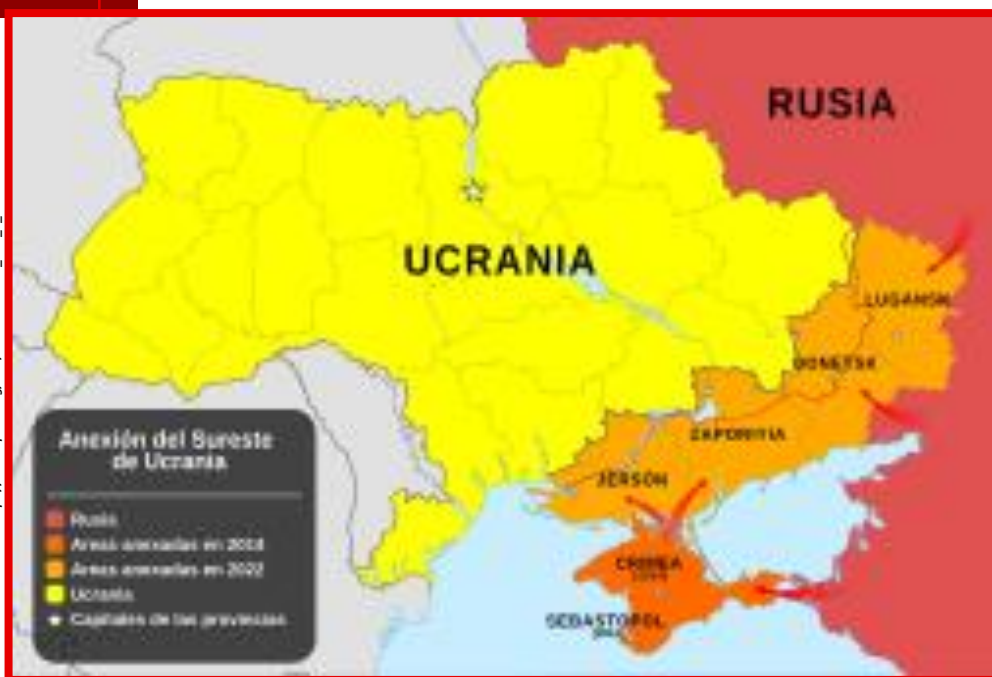 RUSIA
UCRANIA
LUGANSK
DONETSK
ZAPORIYIA
JERSÓN
CRIMEA
SEBASTOPOL
Anexión del Sureste
de Ucrania
Rusia
Áreas anexadas en 2014
Áreas anexadas en 2022
Ucrania
Capitales de las provincias